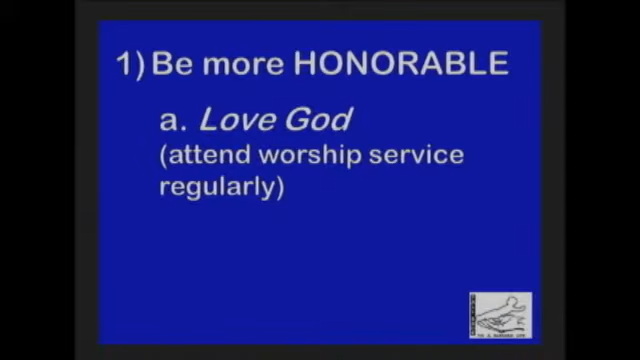 1) Be more HONORABLE
a. Love God
(attend worship service
regularly)